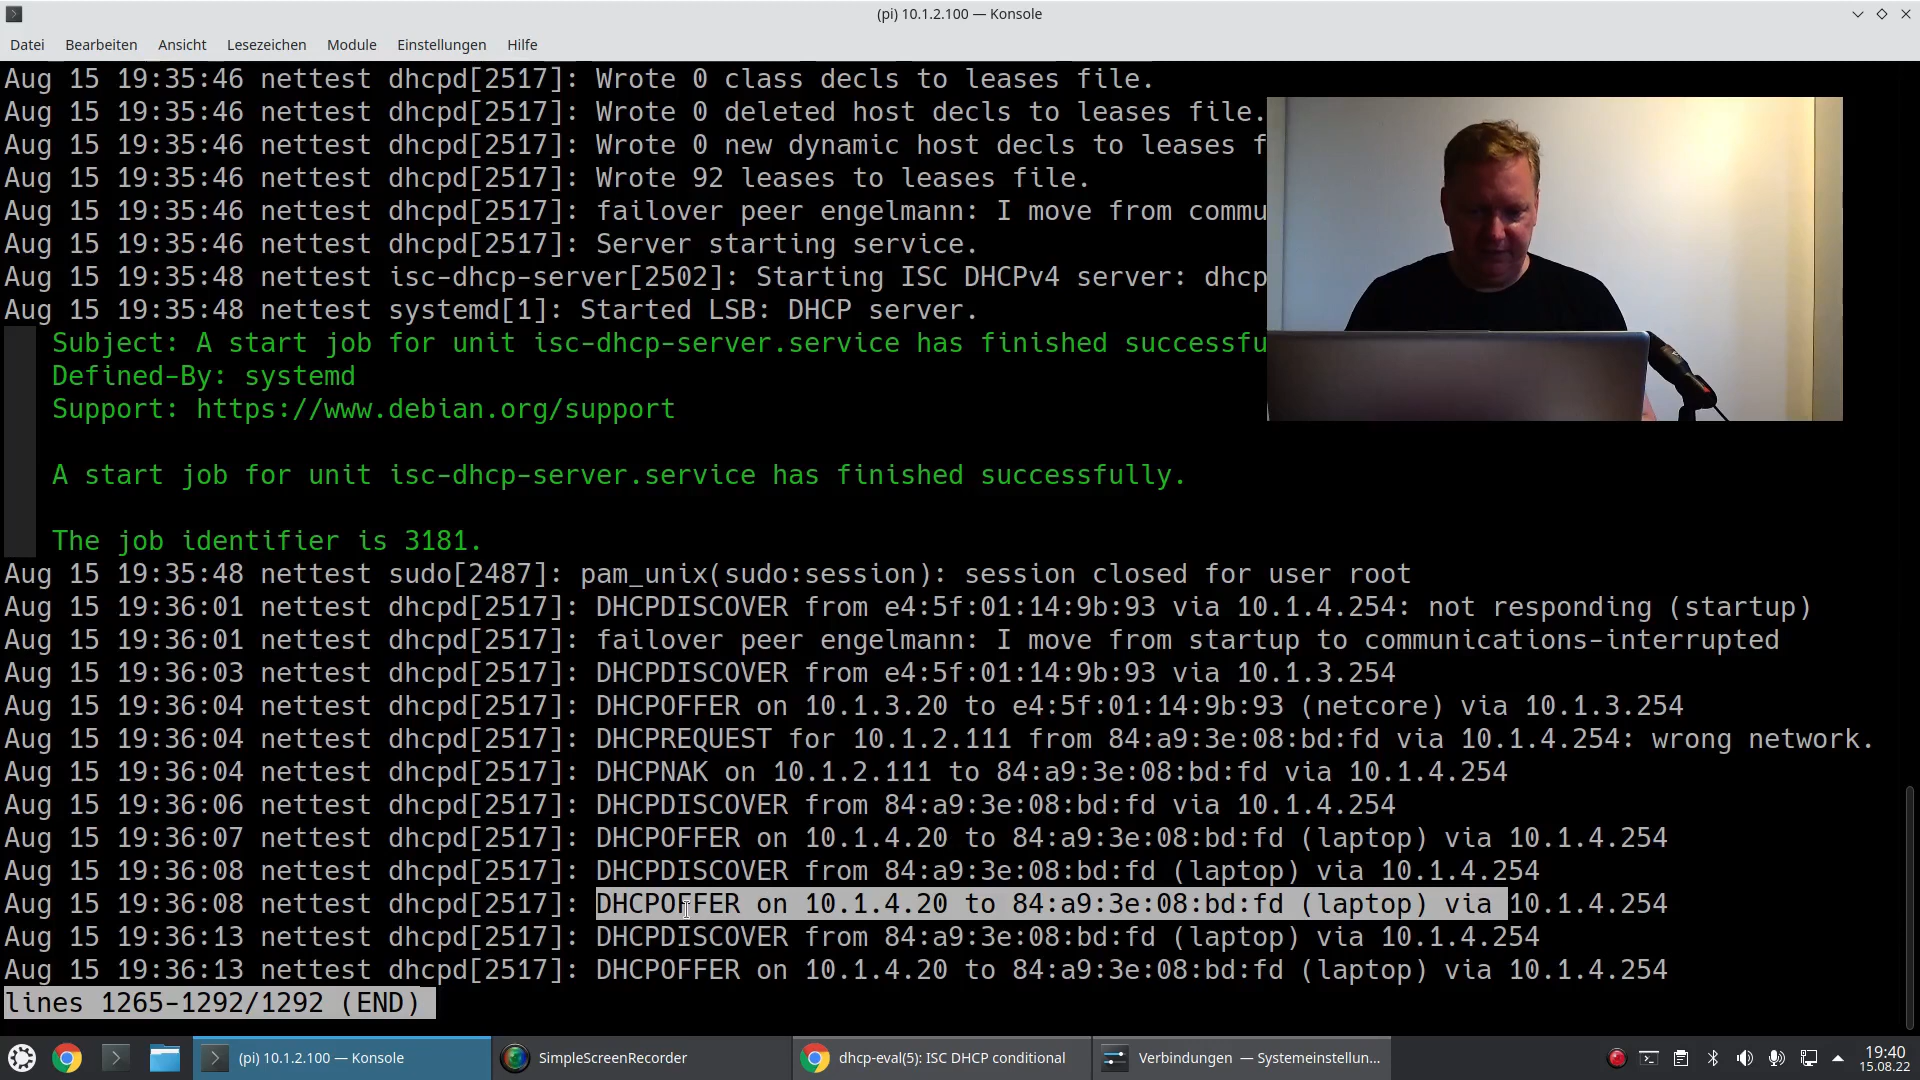 (pi) 10.1.2.100 — Konsole
Datei Bearbeiten Ansicht Lesezeichen Module Einstellungen Hilfe
Aug 15 19:35:46 nettest dhcpd[2517]: Wrote 0 class decls to leases file.
Aug 15 19:35:46 nettest dhcpd[2517]: Wrote 0 deleted host decls to leases file.
Aug 15 19:35:46 nettest dhcpd[2517]: Wrote 0 new dynamic host decls to leases f
Aug 15 19:35:46 nettest dhcpd[2517]: Wrote 92 leases to leases file.
Aug 15 19:35:46 nettest dhcpd[2517]: failover peer engelmann: I move from commu
Aug 15 19:35:46 nettest dhcpd[2517]: Server starting service.
Aug 15 19:35:48 nettest isc-dhcp-server[2502]: Starting ISC DHCPv4 server: dhcp
Aug 15 19:35:48 nettest systemd[1]: Started LSB: DHCP server.
Subject: A start job for unit isc-dhcp-server.service has finished successfu
Defined-By: systemd
Support: https://www.debian.org/support
A start job for unit isc-dhcp-server.service has finished successfully.
The job identifier is 3181.
Aug 15 19:35:48 nettest sudo[2487]: pam_unix(sudo:session): session closed for user root
Aug 15 19:36:01 nettest dhcpd[2517]: DHCPDISCOVER from e4:5f:01:14:9b:93 via 10.1.4.254: not responding (startup)
Aug 15 19:36:01 nettest dhcpd[2517]: failover peer engelmann: I move from startup to communications-interrupted
Aug 15 19:36:03 nettest dhcpd[2517]: DHCPDISCOVER from e4:5f:01:14:9b:93 via 10.1.3.254
Aug 15 19:36:04 nettest dhcpd[2517]: DHCPOFFER on 10.1.3.20 to e4:5f:01:14:9b:93 (netcore) via 10.1.3.254
Aug 15 19:36:04 nettest dhcpd[2517]: DHCPREQUEST for 10.1.2.111 from 84:a9:3e:08:bd:fd via 10.1.4.254: wrong network.
Aug 15 19:36:04 nettest dhcpd[2517]: DHCPNAK on 10.1.2.111 to 84:a9:3e:08:bd:fd via 10.1.4.254
Aug 15 19:36:06 nettest dhcpd[2517]: DHCPDISCOVER from 84:a9:3e:08:bd:fd via 10.1.4.254
Aug 15 19:36:07 nettest dhcpd[2517]: DHCPOFFER on 10.1.4.20 to 84:a9:3e:08:bd:fd (laptop) via 10.1.4.254
Aug 15 19:36:08 nettest dhcpd[2517]: DHCPDISCOVER from 84:a9:3e:08:bd:fd (laptop) via 10.1.4.254
Aug 15 19:36:08 nettest dhcpd[2517]: DHCPOFFER on 10.1.4.20 to 84:a9:3e:08:bd:fd (laptop) via 10.1.4.254
Aug 15 19:36:13 nettest dhcpd[2517]: DHCPDISCOVER from 84:a9:3e:08:bd:fd (laptop) via 10.1.4.254
Aug 15 19:36:13 nettest dhcpd[2517]: DHCPOFFER on 10.1.4.20 to 84:a9:3e:08:bd:fd (laptop) via 10.1.4.254
lines 1265-1292/1292 (END)
(pi) 10.1.2.100 — Konsole SimpleScreenRecorder dhcp-eval(5): ISC DHCP conditional Verbindungen — Systemeinstellun... 19:40
15.08.22